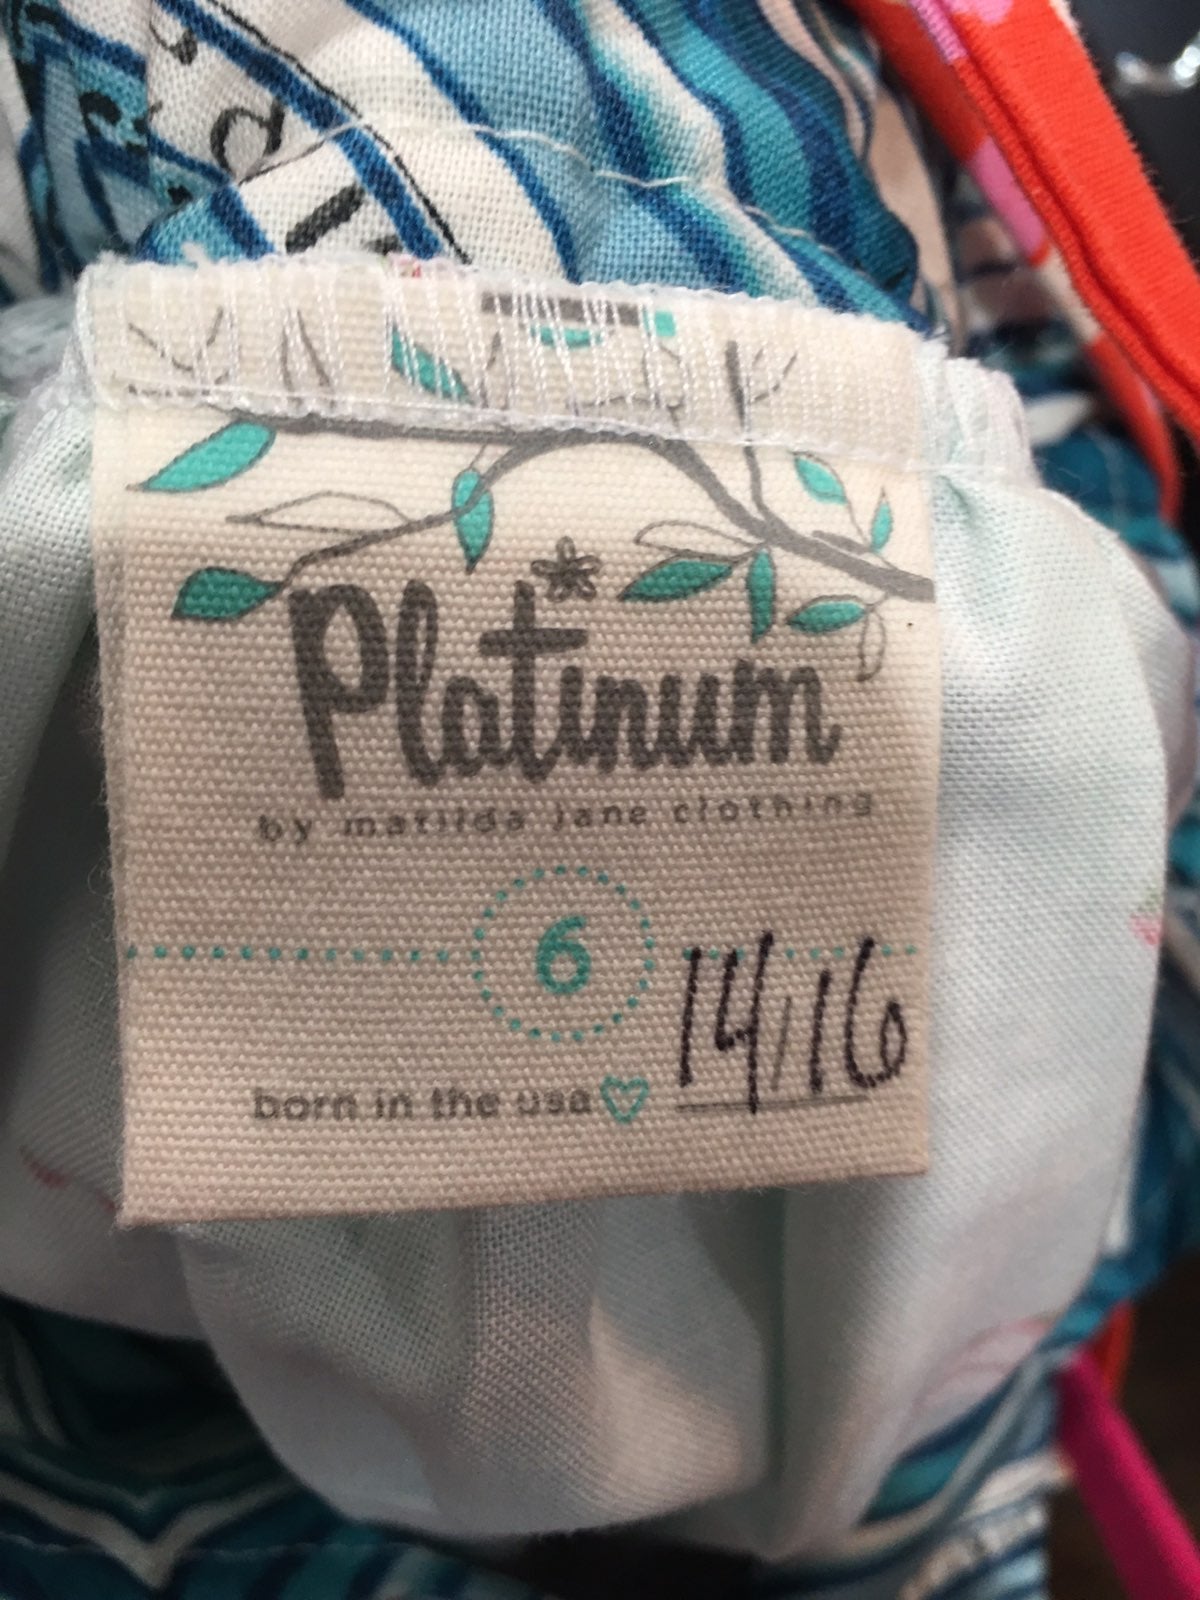 d
Platinum
by matilda jane clothing
6
14/16
born in the usa